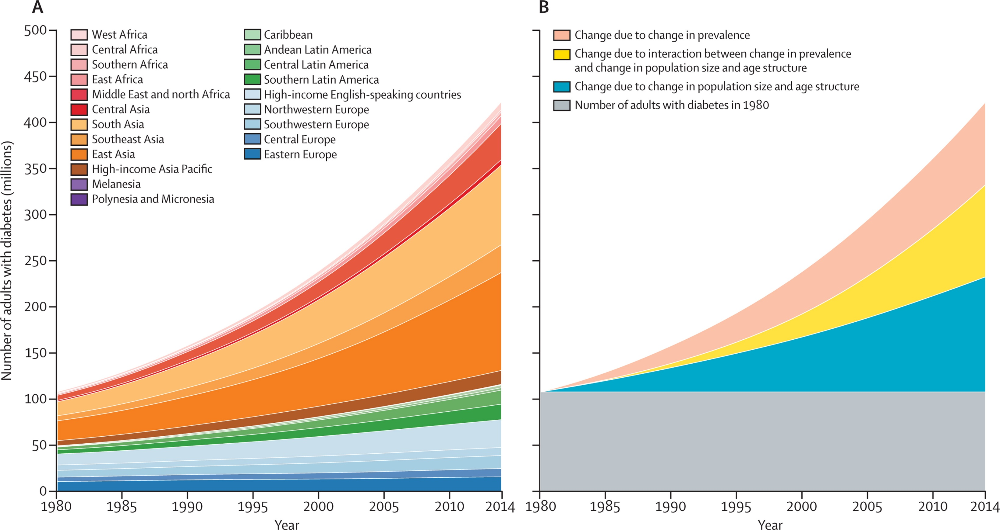 A
Number of adults with diabetes (millions)
500
450
400
350
300
250
200
150
100
50
0
West Africa
Central Africa
Southern Africa
East Africa
Middle East and north Africa
Central Asia
South Asia
Southeast Asia
East Asia
High-income Asia Pacific
Melanesia
Polynesia and Micronesia
Caribbean
Andean Latin America
Central Latin America
Southern Latin America
High-income English-speaking countries
Northwestern Europe
Southwestern Europe
Central Europe
Eastern Europe
1980 1985 1990 1995 2000 2005 2010 2014
Year
B
Change due to change in prevalence
Change due to interaction between change in prevalence
and change in population size and age structure
Change due to change in population size and age structure
Number of adults with diabetes in 1980
1980 1985 1990 1995 2000 2005 2010 2014
Year